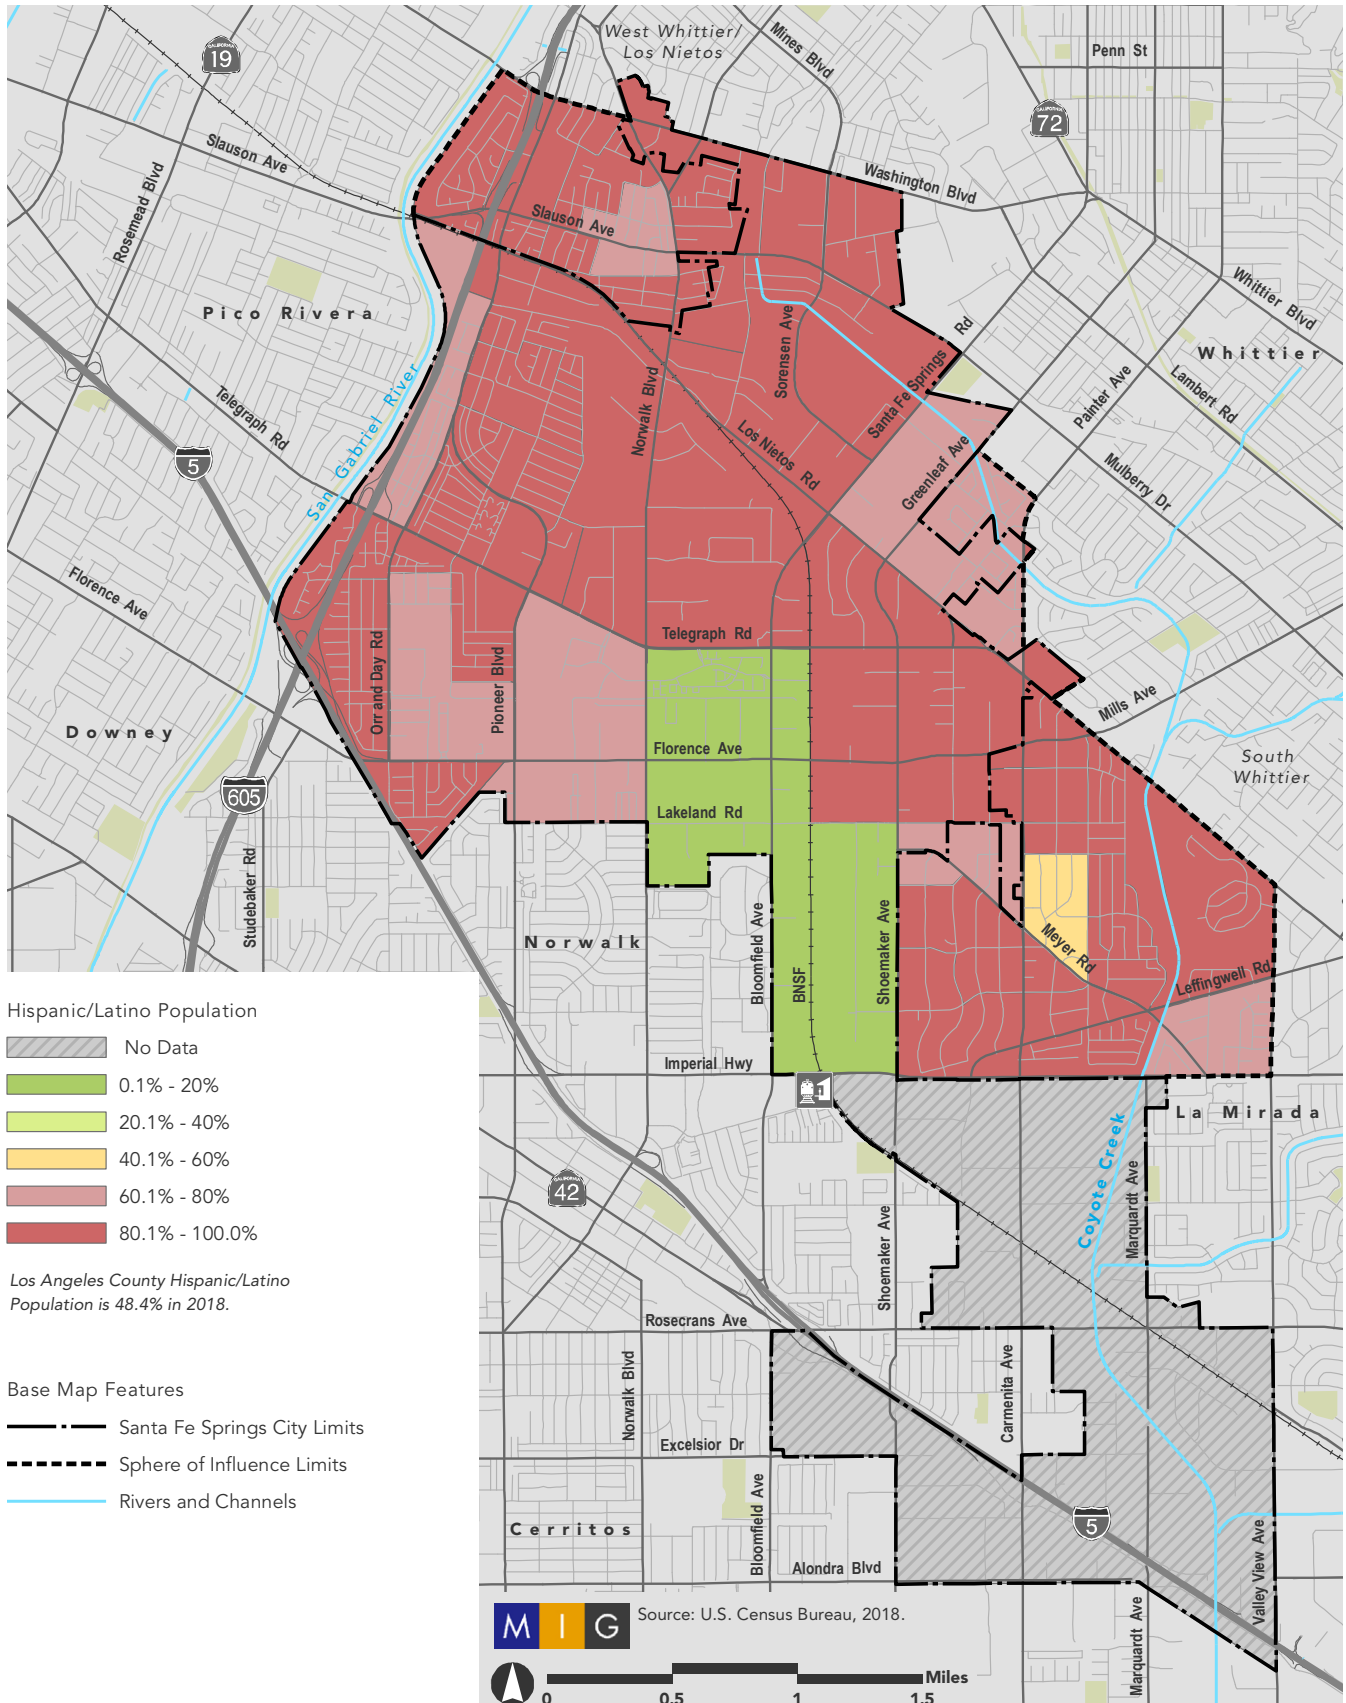 West Whittier/
Los Nietos
Mines Blvd
Penn St
CALIFORNIA
19
CALIFORNIA
72
Slauson Ave
Rosemead Blvd
Washington Blvd
Slauson Ave
Whittier Blvd
Pico Rivera
Whittier
Sorensen Ave
Santa Fe Springs Rd
Painter Ave
Lambert Rd
San Gabriel River
Telegraph Rd
Norwalk Blvd
Los Nietos Rd
Greenleaf Ave
Mulberry Dr
5
Florence Ave
Telegraph Rd
Orr and Day Rd
Pioneer Blvd
Mills Ave
Downey
Florence Ave
South
Whittier
605
Lakeland Rd
Studebaker Rd
Norwalk
Bloomfield Ave
BNSF
Shoemaker Ave
Meyer Rd
Leffingwell Rd
Imperial Hwy
La Mirada
Coyote Creek
Marquardt Ave
CALIFORNIA
42
Shoemaker Ave
Rosecrans Ave
Norwalk Blvd
Carmenita Ave
Excelsior Dr
Cerritos
Bloomfield Ave
5
Alondra Blvd
Valley View Ave
Marquardt Ave
Hispanic/Latino Population
No Data
0.1% - 20%
20.1% - 40%
40.1% - 60%
60.1% - 80%
80.1% - 100.0%
Los Angeles County Hispanic/Latino
Population is 48.4% in 2018.
Base Map Features
Santa Fe Springs City Limits
Sphere of Influence Limits
Rivers and Channels
M I G
Source: U.S. Census Bureau, 2018.
Miles
0 0.5 1 1.5